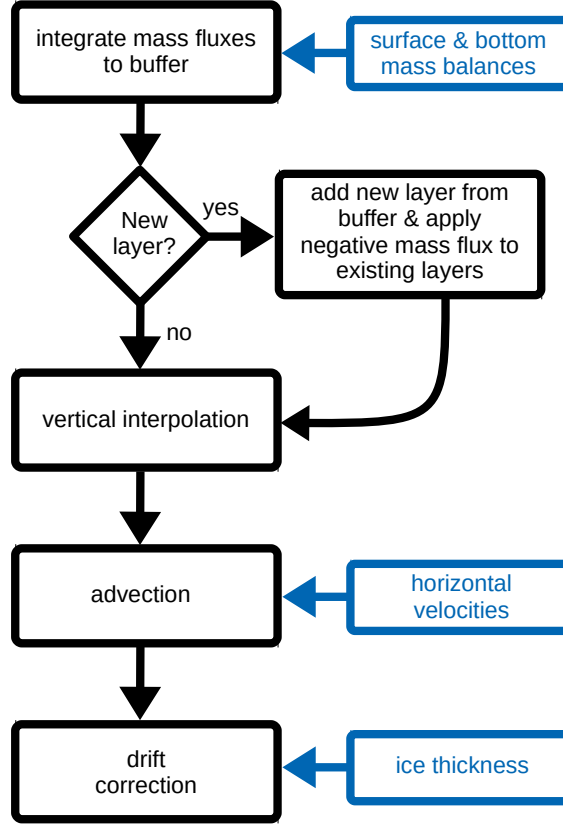 integrate mass fluxes
to buffer
surface & bottom
mass balances
New
layer?
yes
add new layer from
buffer & apply
negative mass flux to
existing layers
no
vertical interpolation
advection
horizontal
velocities
drift
correction
ice thickness